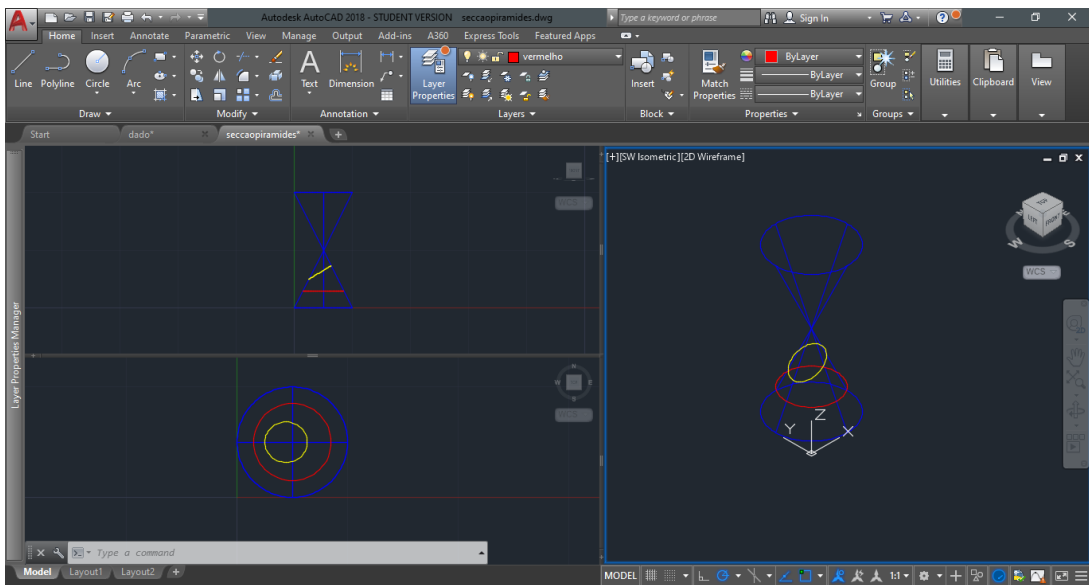 Autodesk AutoCAD 2018 - STUDENT VERSION seccaopiramides.dwg
Type a keyword or phrase
Sign In
Home Insert Annotate Parametric View Manage Output Add-ins A360 Express Tools Featured Apps
Line Polyline Circle Arc
Text Dimension
Layer Properties
vermelho
Insert
Match Properties
ByLayer
ByLayer
ByLayer
Group
Utilities
Clipboard
View
Draw Modify Annotation Layers Block Properties Groups
Start dado* seccaopiramides*
Layer Properties Manager
WCS
WCS
[+][SW Isometric][2D Wireframe]
TOP
LEFT FRONT
W S
WCS
Z
Y X
Type a command
Model Layout1 Layout2
MODEL 1:1